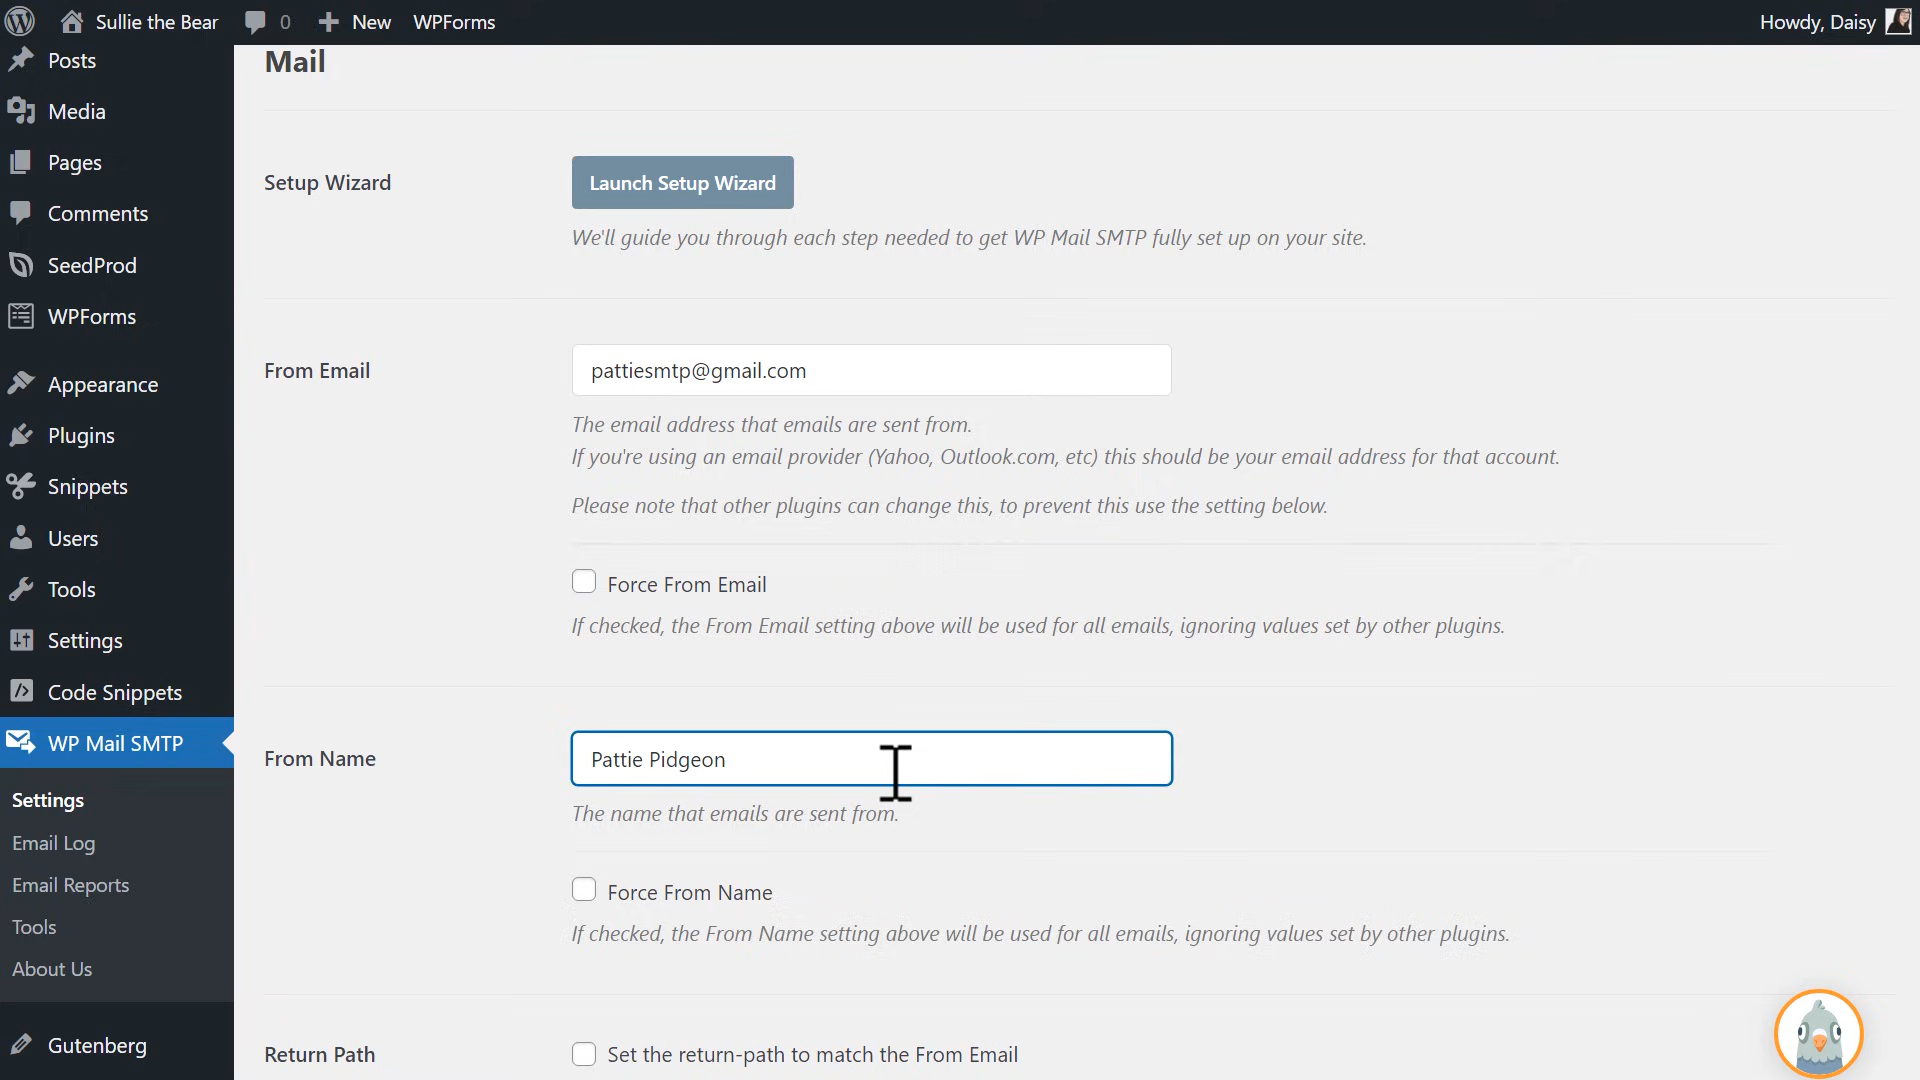 Sullie the Bear
0
New
WPForms
Howdy, Daisy
Posts
Media
Pages
Comments
SeedProd
WPForms
Appearance
Plugins
Snippets
Users
Tools
Settings
Code Snippets
WP Mail SMTP
Settings
Email Log
Email Reports
Tools
About Us
Gutenberg
Mail
Setup Wizard
Launch Setup Wizard
We'll guide you through each step needed to get WP Mail SMTP fully set up on your site.
From Email
pattiesmtp@gmail.com
The email address that emails are sent from.
If you're using an email provider (Yahoo, Outlook.com, etc) this should be your email address for that account.
Please note that other plugins can change this, to prevent this use the setting below.
Force From Email
If checked, the From Email setting above will be used for all emails, ignoring values set by other plugins.
From Name
Pattie Pidgeon
The name that emails are sent from.
Force From Name
If checked, the From Name setting above will be used for all emails, ignoring values set by other plugins.
Return Path
Set the return-path to match the From Email